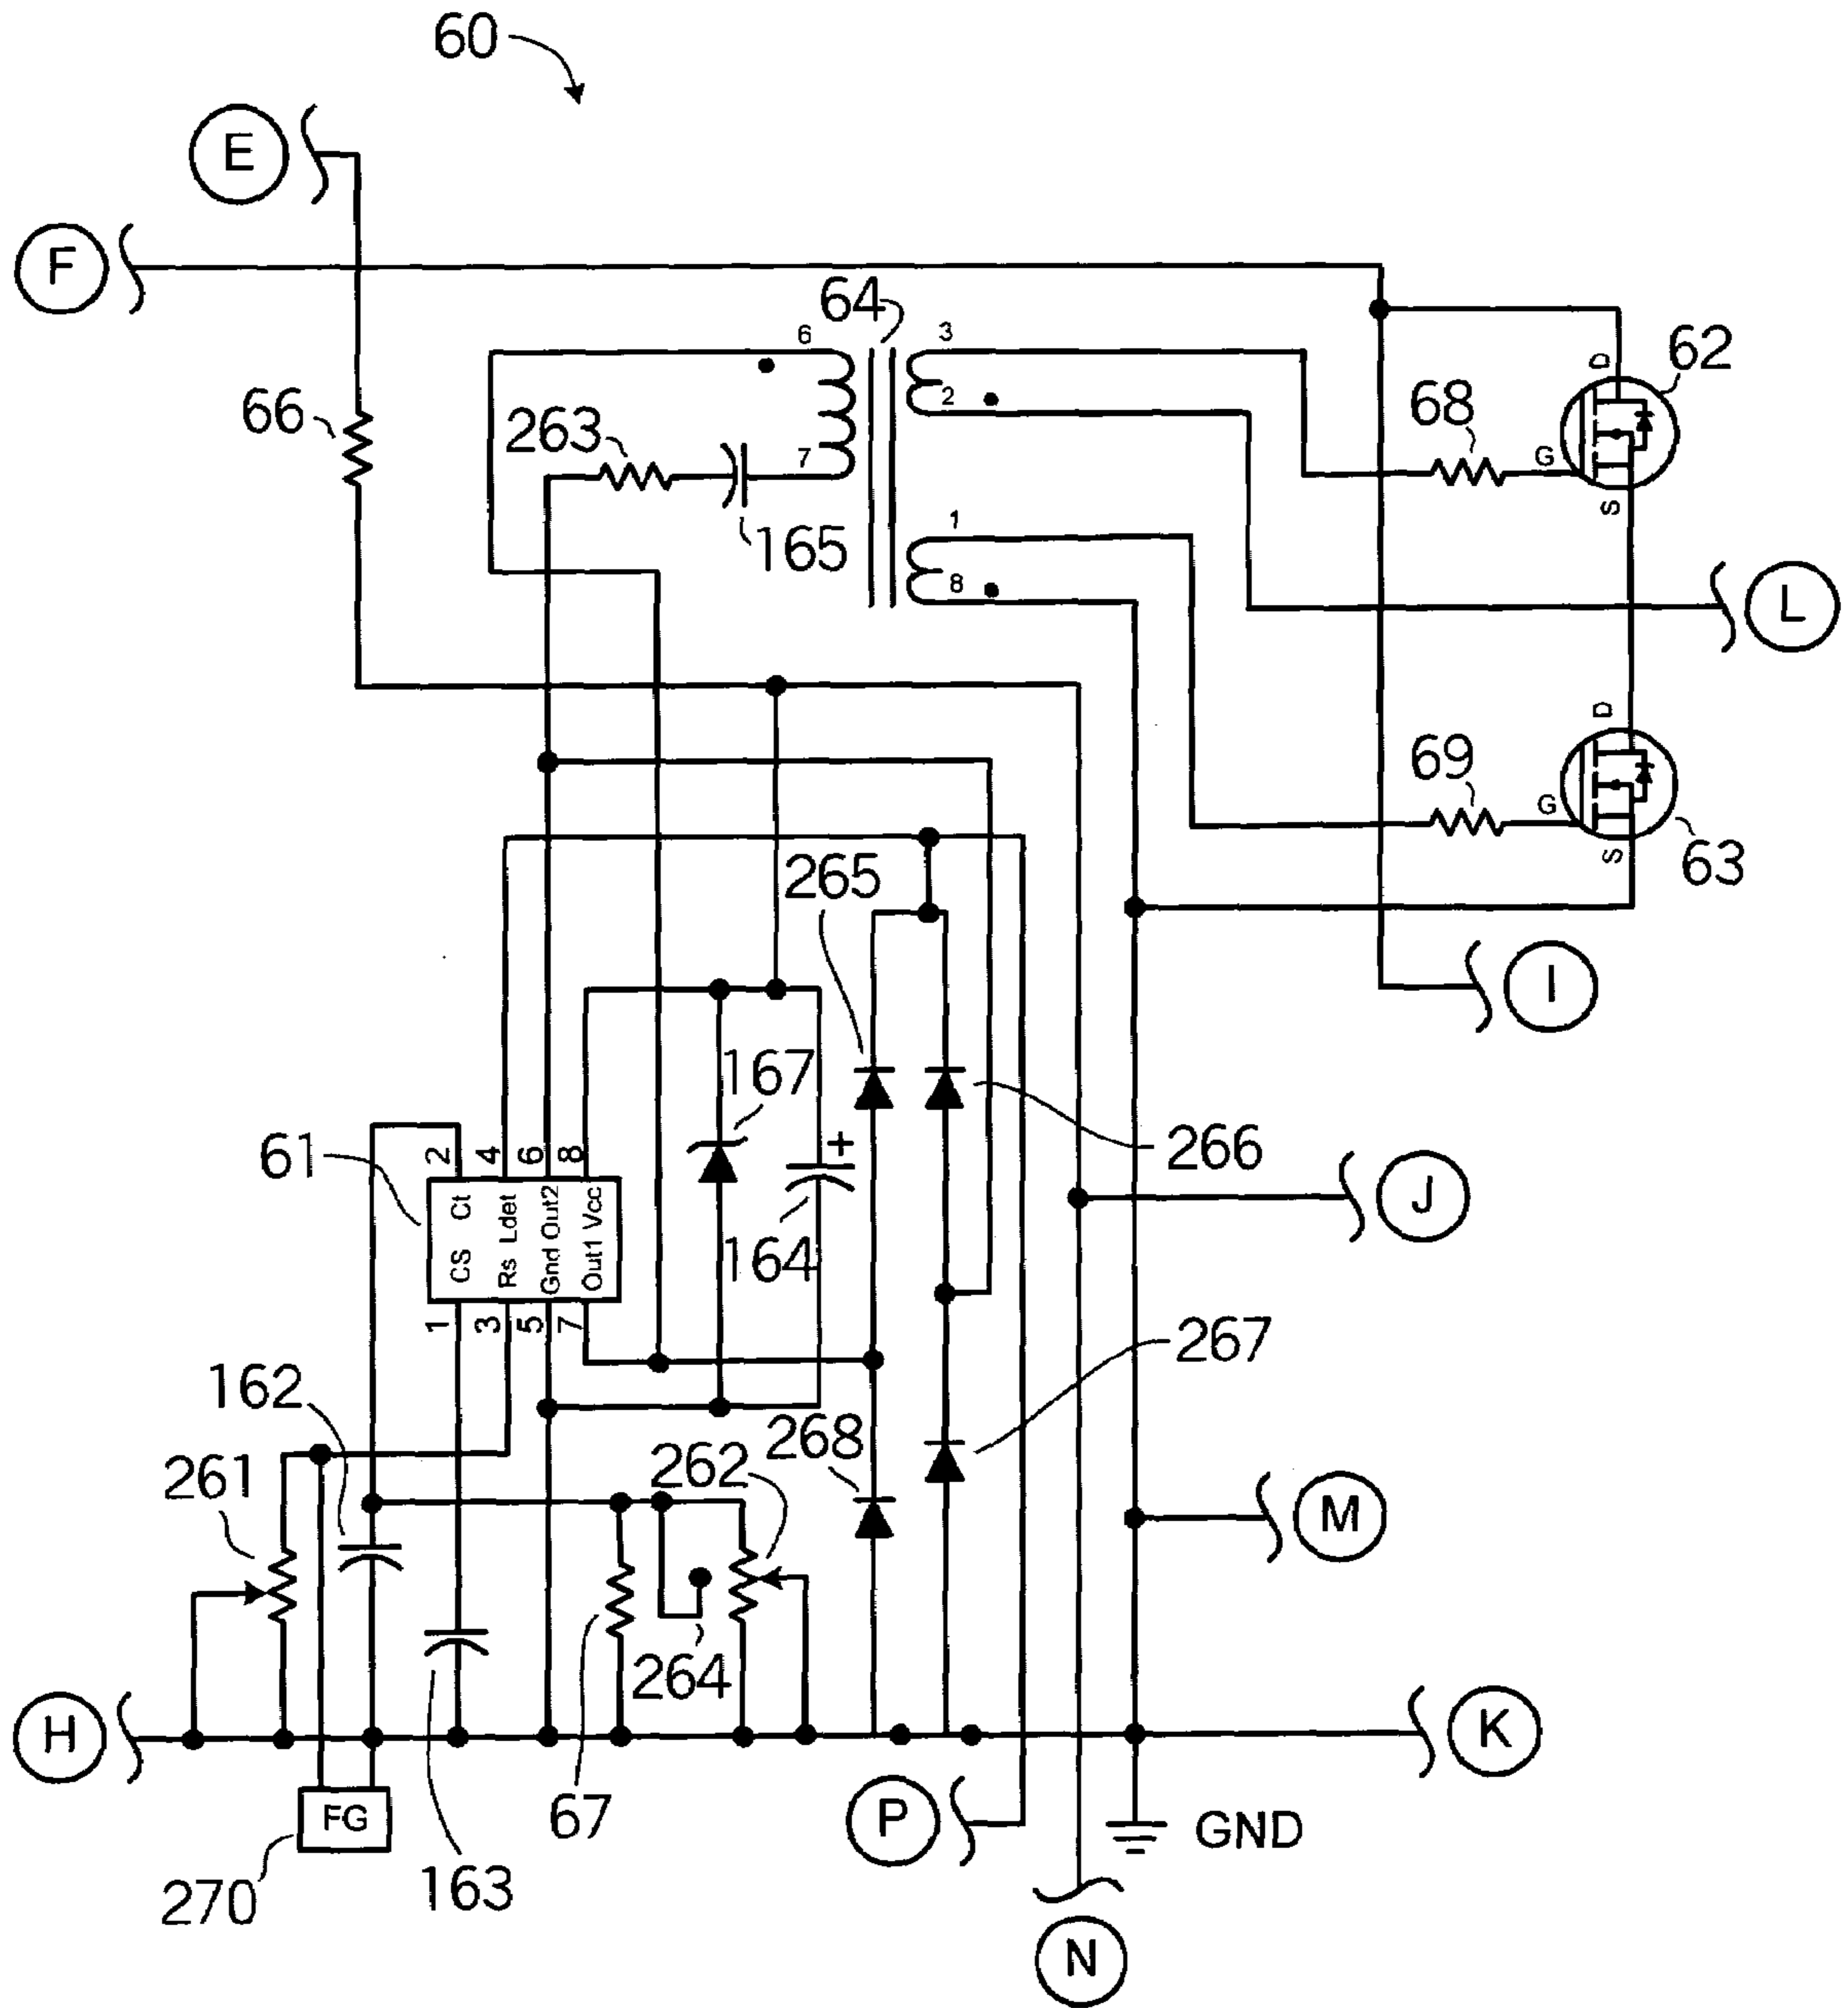 60
E
F
64
6
3
62
D
66
263
2
68
7
G
165
S
1
8
L
D
69
G
63
S
265
I
167
61
2
4
6
8
+
266
J
Ct
Ldet
Out2
Vcc
CS
Rs
Gnd
Out1
164
1
3
5
7
267
162
268
261
262
M
264
H
K
67
P
FG
GND
163
270
N